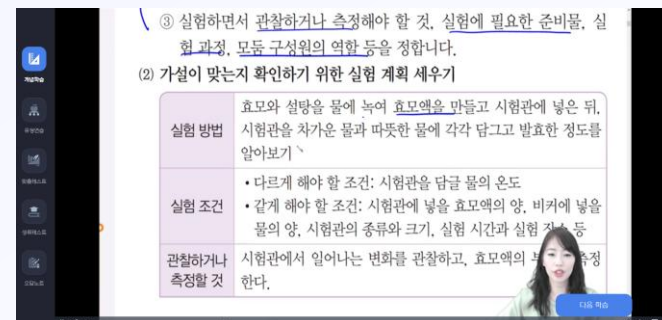 ③ 실험하면서 관찰하거나 측정해야 할 것, 실험에 필요한 준비물, 실
험 과정, 모둠 구성원의 역할 등을 정합니다.
(2) 가설이 맞는지 확인하기 위한 실험 계획 세우기
실험 방법
효모와 설탕을 물에 녹여 효모액을 만들고 시험관에 넣은 뒤,
시험관을 차가운 물과 따뜻한 물에 각각 담그고 발효한 정도를
알아보기
실험 조건
• 다르게 해야 할 조건: 시험관을 담글 물의 온도
• 같게 해야 할 조건: 시험관에 넣을 효모액의 양, 비커에 넣을
물의 양, 시험관의 종류와 크기, 실험 시간과 실험 등
관찰하거나
측정할 것
시험관에서 일어나는 변화를 관찰하고, 효모액의 측정
한다.
개념학습
다음 학습